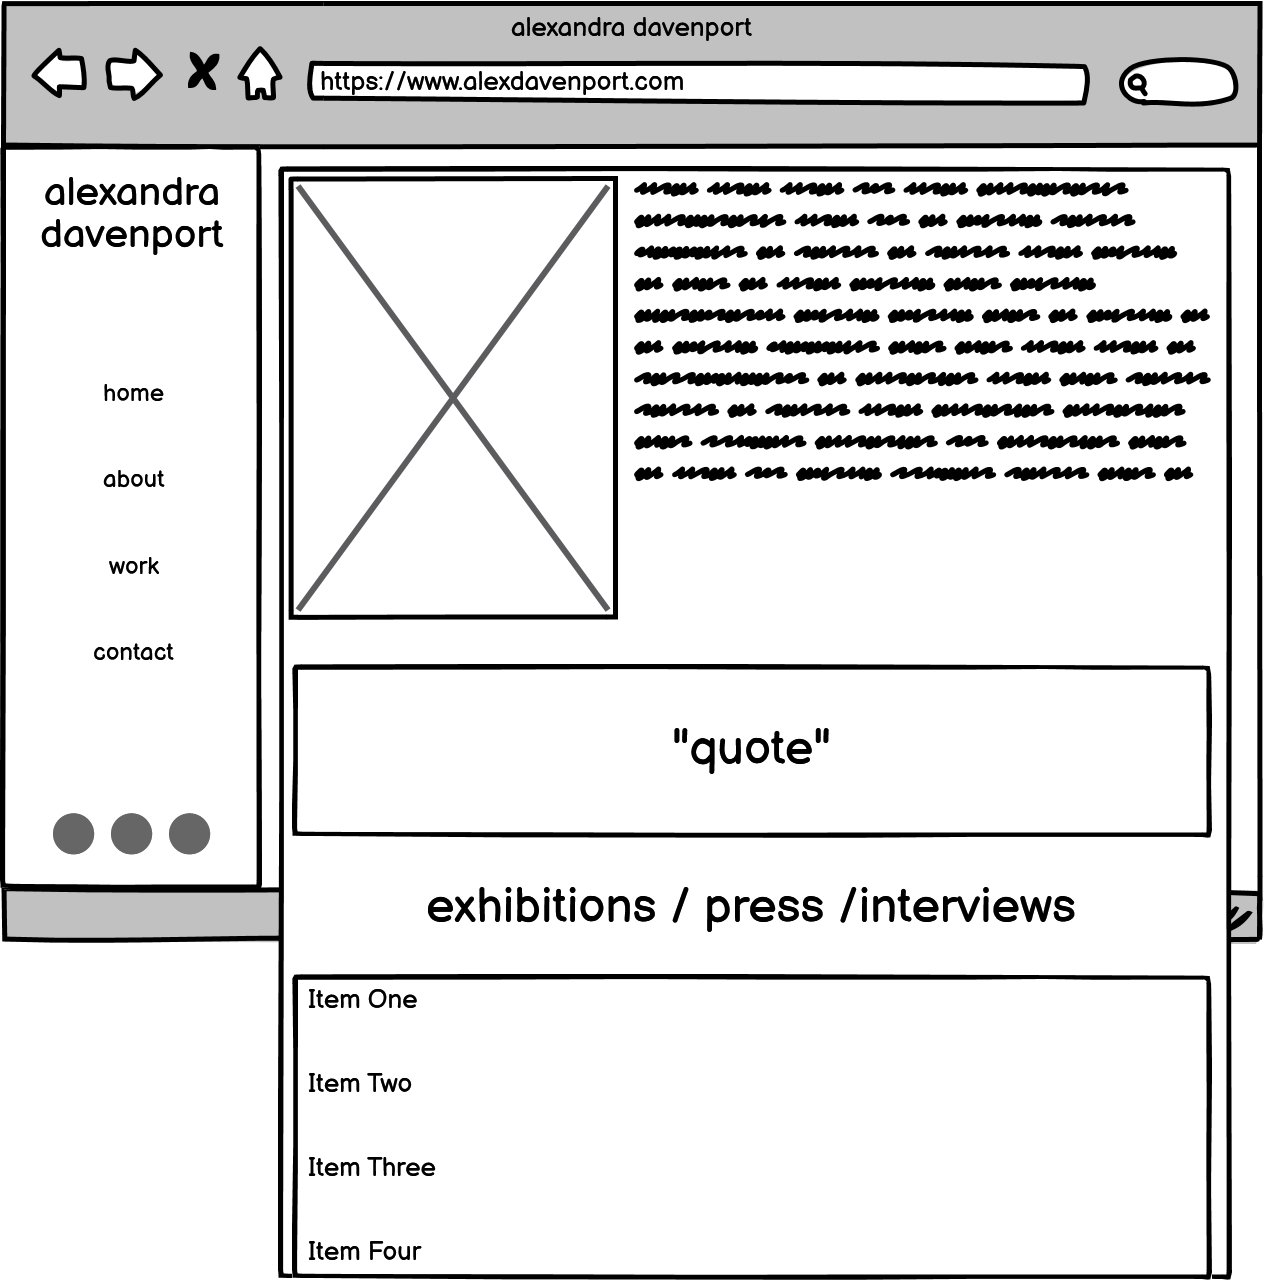 alexandra davenport
https://www.alexdavenport.com
alexandra
davenport
home
about
work
contact
"quote"
exhibitions / press /interviews
Item One
Item Two
Item Three
Item Four